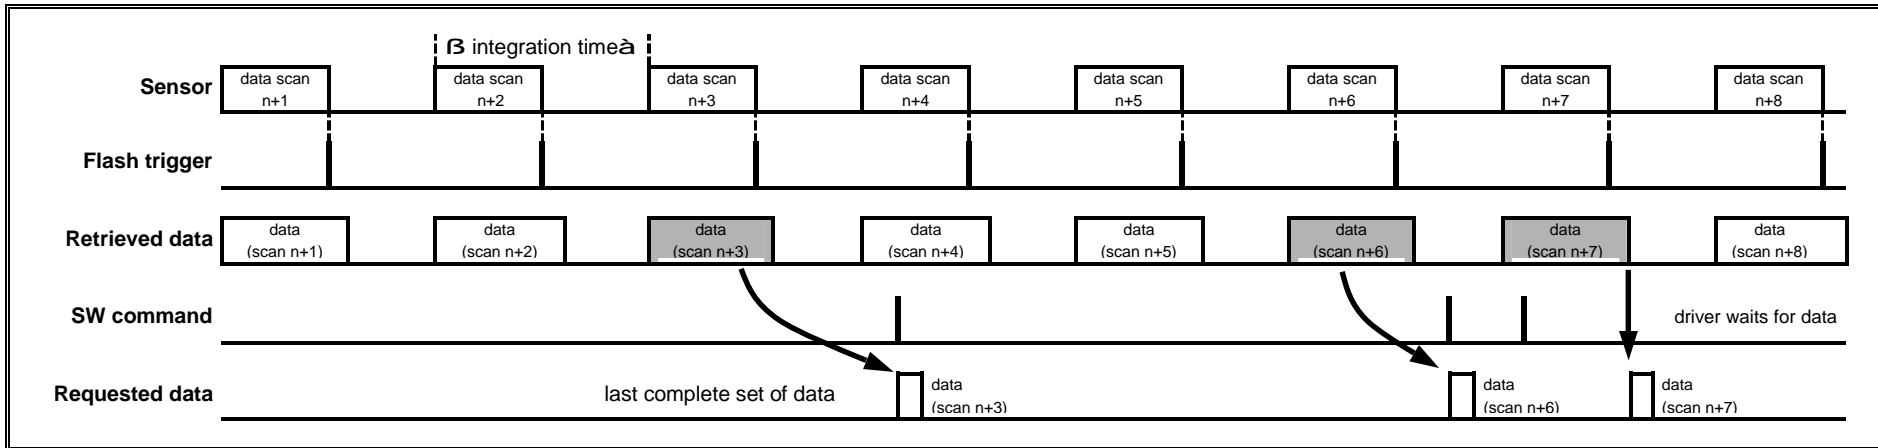 ß integration timeà
Sensor
data scan
n+1
data scan
n+2
data scan
n+3
data scan
n+4
data scan
n+5
data scan
n+6
data scan
n+7
data scan
n+8
Flash trigger
Retrieved data
data
(scan n+1)
data
(scan n+2)
data
(scan n+3)
data
(scan n+4)
data
(scan n+5)
data
(scan n+6)
data
(scan n+7)
data
(scan n+8)
SW command
driver waits for data
Requested data
last complete set of data
data
(scan n+3)
data
(scan n+6)
data
(scan n+7)